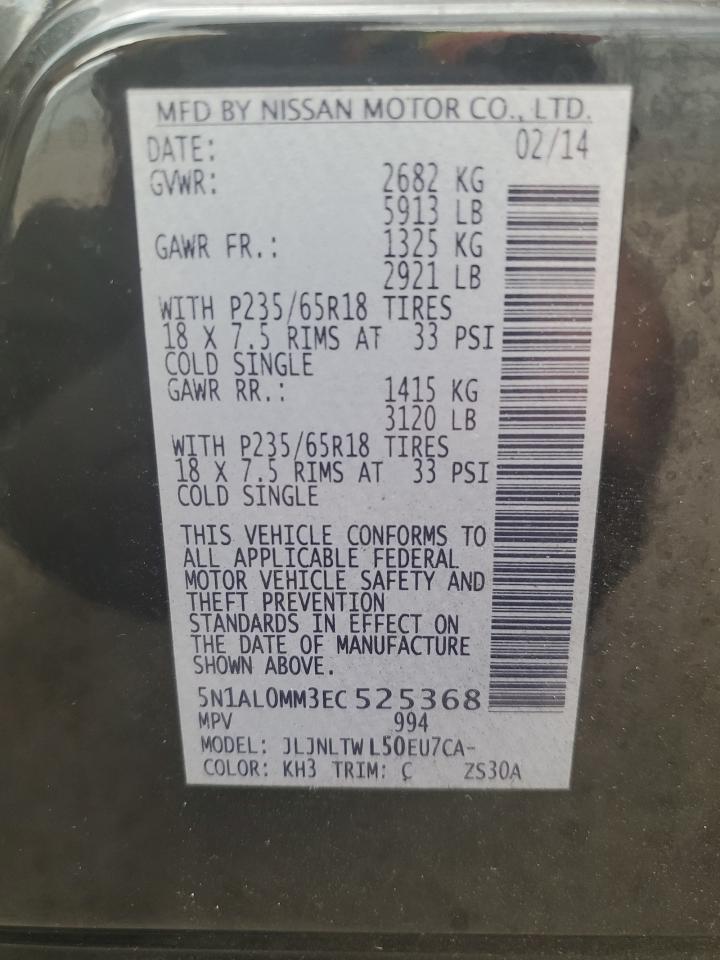 MFD BY NISSAN MOTOR CO., LTD.
DATE: 02/14
GVWR: 2682 KG
5913 LB
GAWR FR.: 1325 KG
2921 LB
WITH P235/65R18 TIRES
18 X 7.5 RIMS AT 33 PSI
COLD SINGLE
GAWR RR.: 1415 KG
3120 LB
WITH P235/65R18 TIRES
18 X 7.5 RIMS AT 33 PSI
COLD SINGLE
THIS VEHICLE CONFORMS TO
ALL APPLICABLE FEDERAL
MOTOR VEHICLE SAFETY AND
THEFT PREVENTION
STANDARDS IN EFFECT ON
THE DATE OF MANUFACTURE
SHOWN ABOVE.
5N1AL0MM3EC525368
MPV 994
MODEL: JLJNLTWL50EU7CA-
COLOR: KH3 TRIM: C ZS30A